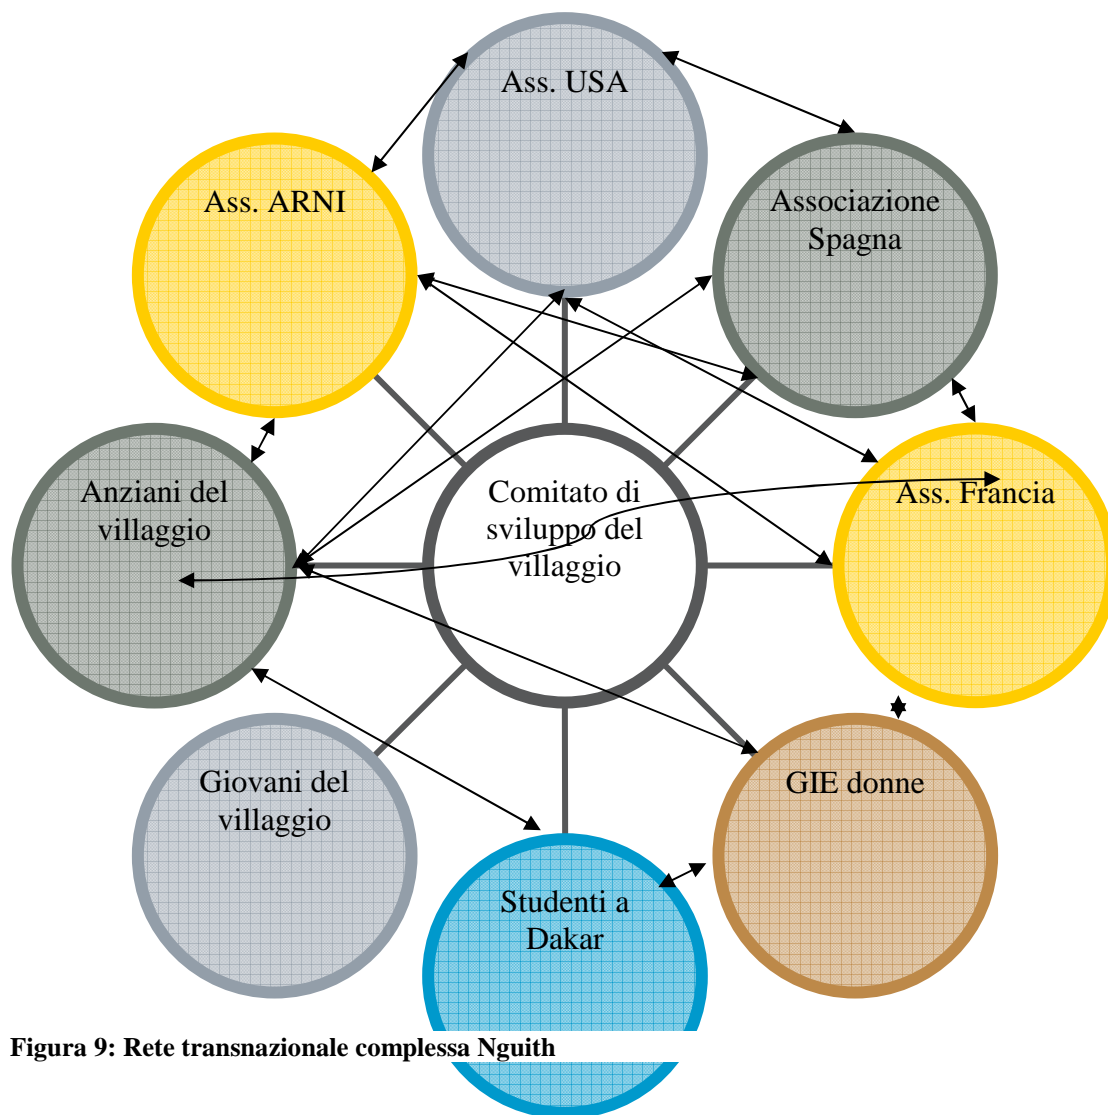 Ass. USA
Ass. ARNI
Associazione
Spagna
Anziani del
villaggio
Comitato di
sviluppo del
villaggio
Ass. Francia
Giovani del
villaggio
GIE donne
Studenti a
Dakar
Figura 9: Rete transnazionale complessa Nguith